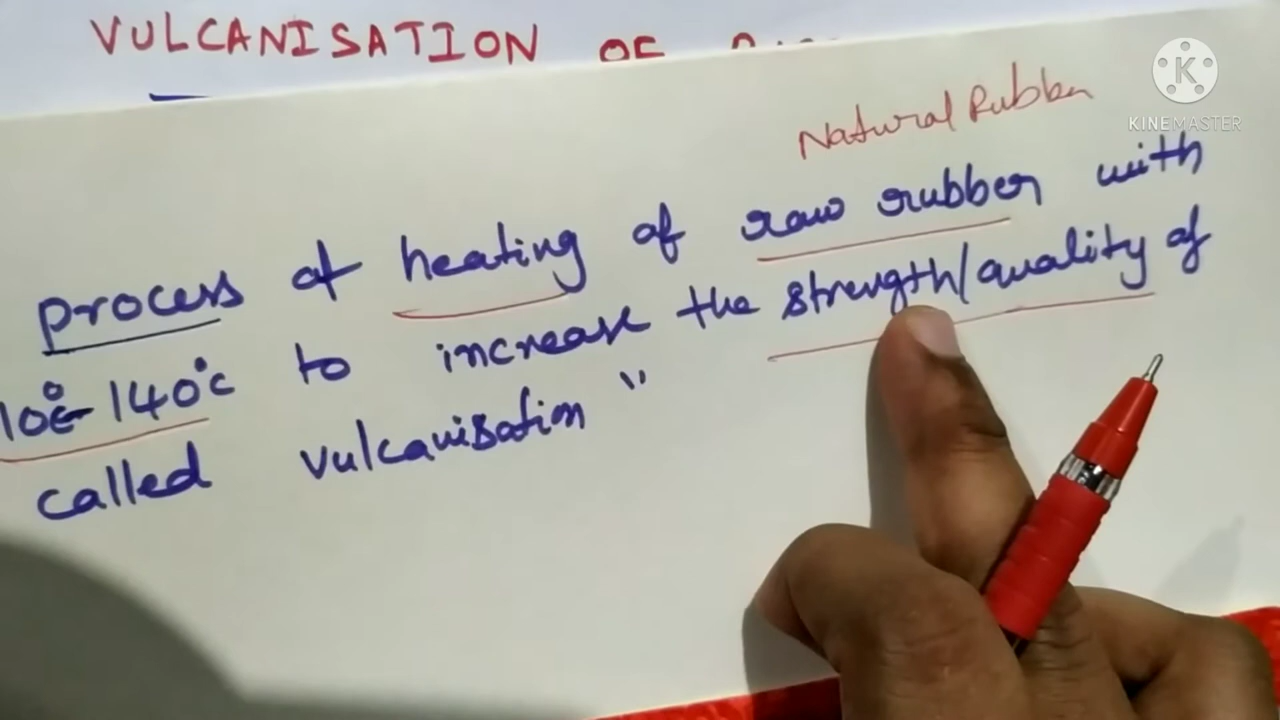 VULCANISATION OF
KINEMASTER
Natural Rubber
process of heating of raw rubber with
140°c to increase the strength/quality of
called vulcanisation"